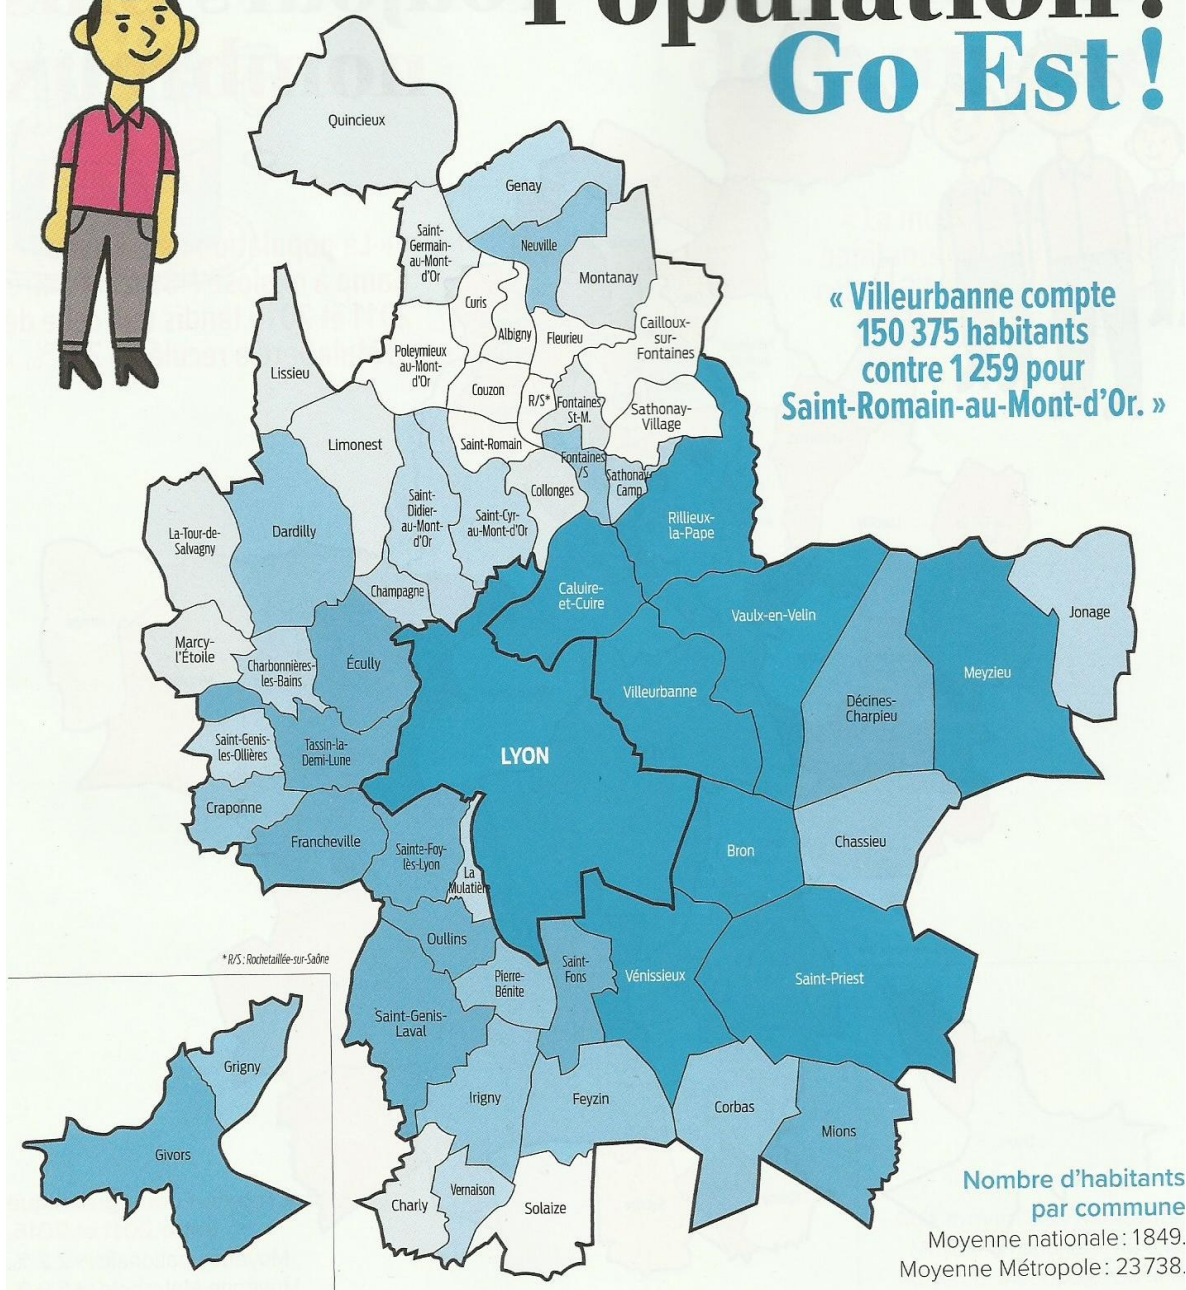 Population !
Go Est !
« Villeurbanne compte
150 375 habitants
contre 1 259 pour
Saint-Romain-au-Mont-d'Or. »
Quincieux
Genay
Saint-
Germain-
au-Mont-
d'Or
Neuville
Montanay
Curis
Albigny
Fleurieu
Cailloux-
sur-
Fontaines
Poleymieux
au-Mont-
d'Or
Lissieu
Couzon
R/S*
Fontaines
St-M.
Sathonay-
Village
Limonest
Saint-Romain
Fontaines
/S
Sathonay
Camp
Collonges
Saint-
Didier-
au-Mont-
d'Or
Saint-Cyr-
au-Mont-d'Or
Rillieux-
la-Pape
La-Tour-de-
Salvagny
Dardilly
Champagne
Caluire-
et-Cuire
Vaulx-en-Velin
Jonage
Marcy-
l'Étoile
Charbonnières-
les-Bains
Écully
Villeurbanne
Décines-
Charpieu
Meyzieu
Saint-Genis-
les-Ollières
Tassin-la-
Demi-Lune
LYON
Craponne
Francheville
Sainte-Foy-
lès-Lyon
La
Mulatière
Bron
Chassieu
Oullins
* R/S : Rochetaillée-sur-Saône
Pierre-
Bénite
Saint-
Fons
Vénissieux
Saint-Priest
Saint-Genis-
Laval
Grigny
Irigny
Feyzin
Corbas
Mions
Givors
Charly
Vernaison
Solaize
Nombre d'habitants
par commune
Moyenne nationale : 1849.
Moyenne Métropole : 23738.